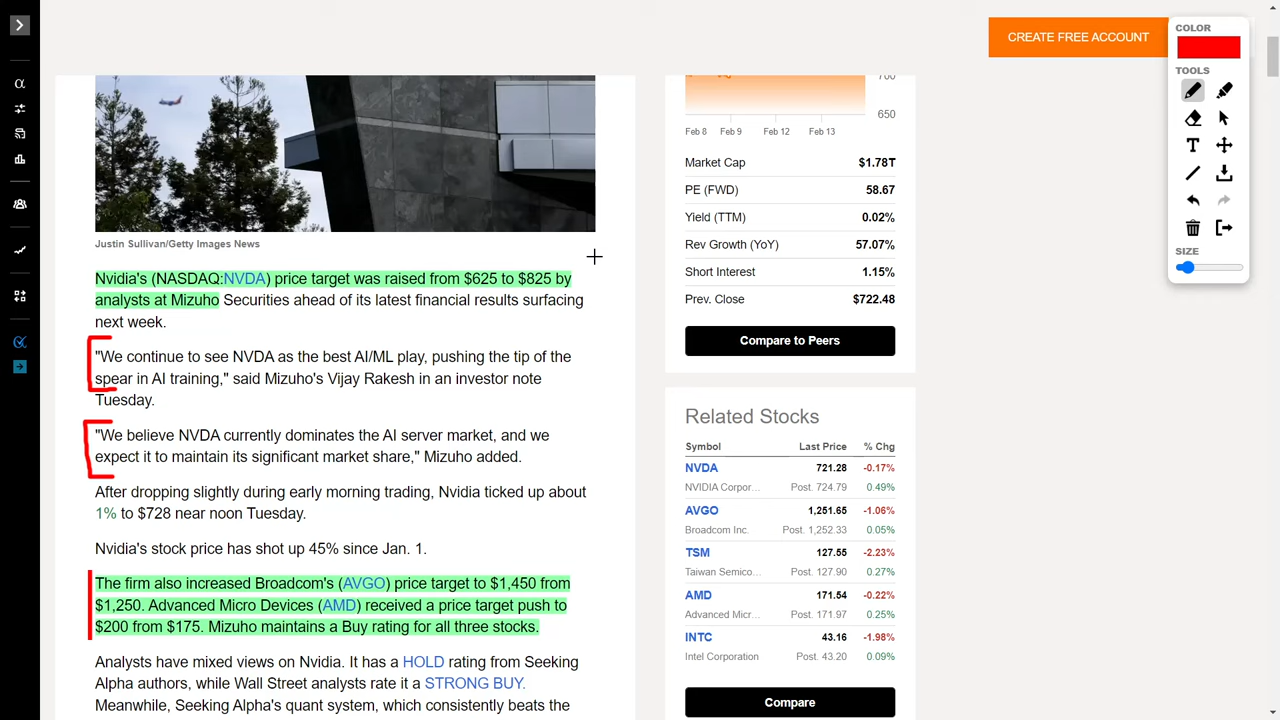 CREATE FREE ACCOUNT
COLOR
TOOLS
SIZE
Justin Sullivan/Getty Images News
Nvidia's (NASDAQ:NVDA) price target was raised from $625 to $825 by
analysts at Mizuho Securities ahead of its latest financial results surfacing
next week.
"We continue to see NVDA as the best AI/ML play, pushing the tip of the
spear in AI training," said Mizuho's Vijay Rakesh in an investor note
Tuesday.
"We believe NVDA currently dominates the AI server market, and we
expect it to maintain its significant market share," Mizuho added.
After dropping slightly during early morning trading, Nvidia ticked up about
1% to $728 near noon Tuesday.
Nvidia's stock price has shot up 45% since Jan. 1.
The firm also increased Broadcom's (AVGO) price target to $1,450 from
$1,250. Advanced Micro Devices (AMD) received a price target push to
$200 from $175. Mizuho maintains a Buy rating for all three stocks.
Analysts have mixed views on Nvidia. It has a HOLD rating from Seeking
Alpha authors, while Wall Street analysts rate it a STRONG BUY.
Meanwhile, Seeking Alpha's quant system, which consistently beats the
700
650
Feb 8 Feb 9 Feb 12 Feb 13
Market Cap $1.78T
PE (FWD) 58.67
Yield (TTM) 0.02%
Rev Growth (YoY) 57.07%
Short Interest 1.15%
Prev. Close $722.48
Compare to Peers
Related Stocks
Symbol Last Price % Chg
NVDA 721.28 -0.17%
NVIDIA Corpor... Post. 724.79 0.49%
AVGO 1,251.65 -1.06%
Broadcom Inc. Post. 1,252.33 0.05%
TSM 127.55 -2.23%
Taiwan Semico... Post. 127.90 0.27%
AMD 171.54 -0.22%
Advanced Micr... Post. 171.97 0.25%
INTC 43.16 -1.98%
Intel Corporation Post. 43.20 0.09%
Compare